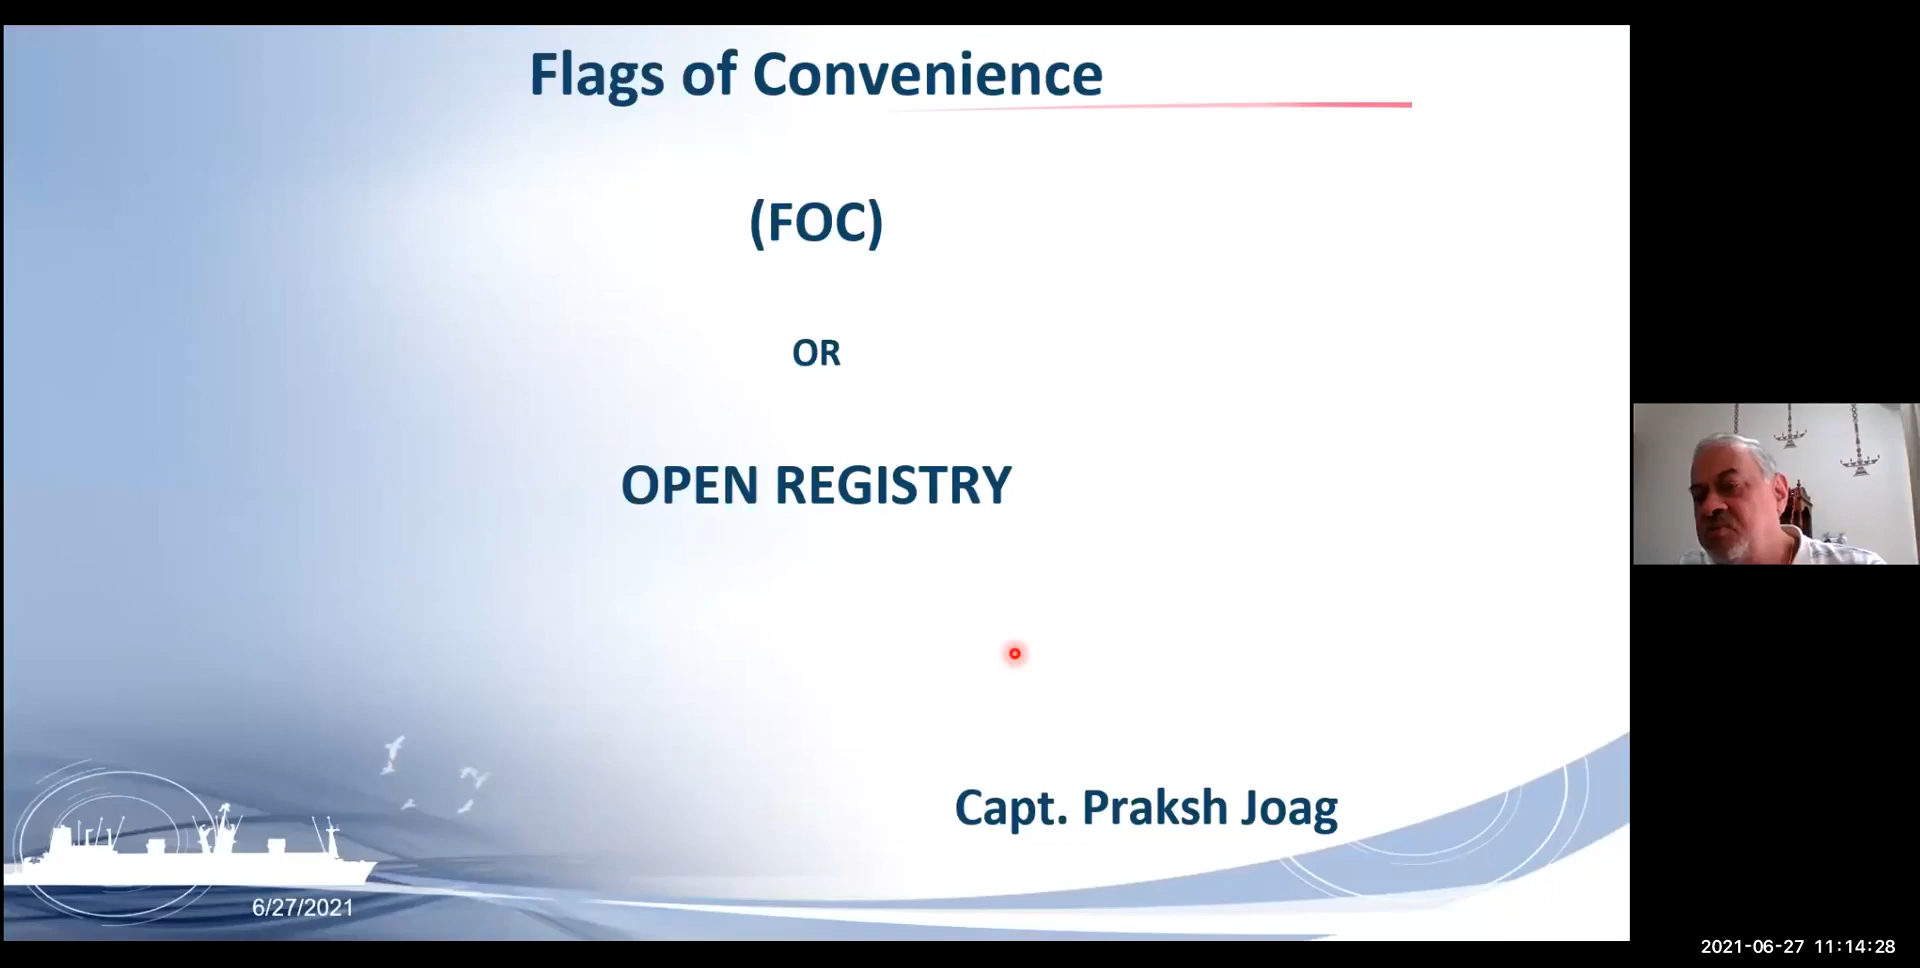 Flags of Convenience
(FOC)
OR
OPEN REGISTRY
Capt. Praksh Joag
6/27/2021
2021-06-27 11:14:28